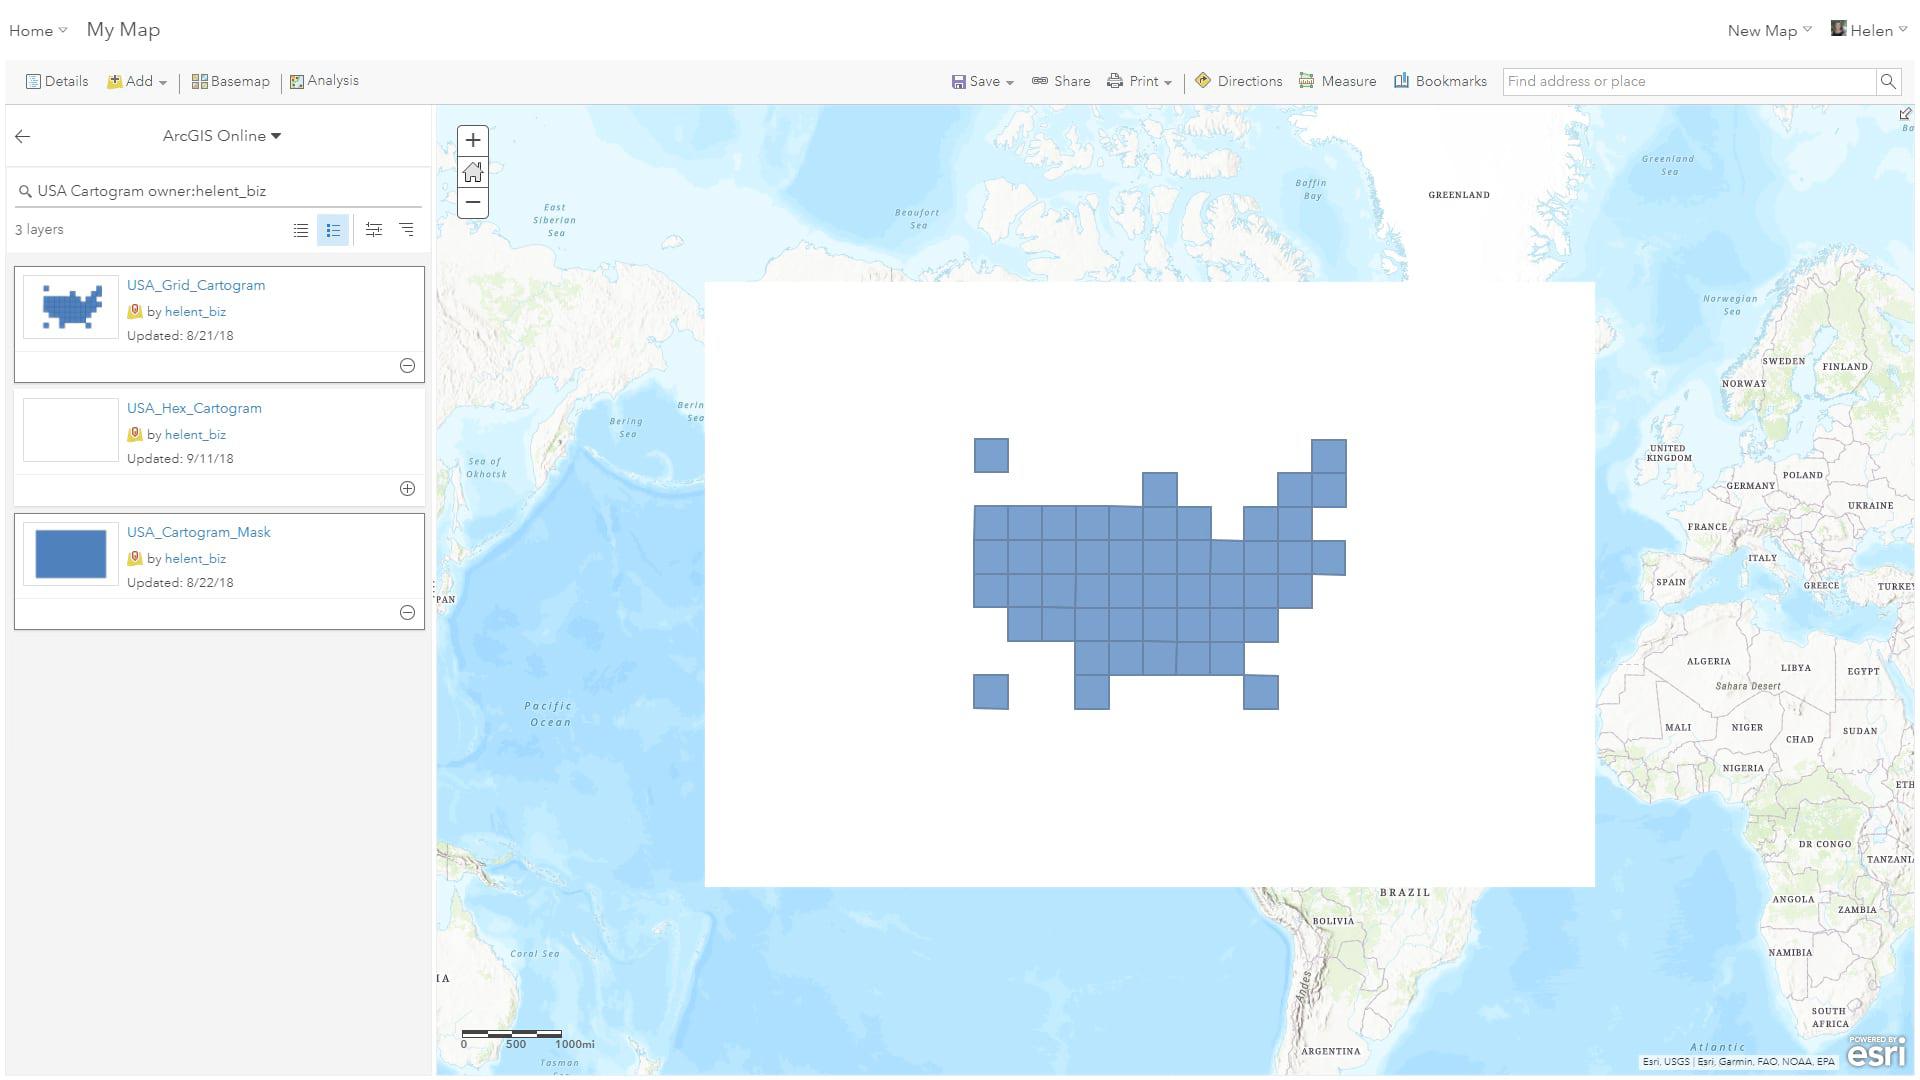 Home
My Map
New Map
Helen
Details
Add
Basemap
Analysis
Save
Share
Print
Directions
Measure
Bookmarks
Find address or place
ArcGIS Online
USA Cartogram owner:helent_biz
3 layers
USA_Grid_Cartogram
by helent_biz
Updated: 8/21/18
USA_Hex_Cartogram
by helent_biz
Updated: 9/11/18
USA_Cartogram_Mask
by helent_biz
Updated: 8/22/18
East
Siberian
Sea
Beaufort
Sea
Baffin
Bay
GREENLAND
Greenland
Sea
Ba
Norwegian
Sea
SWEDEN
FINLAND
NORWAY
Bering
Sea
Berin
Sea
Sea of
Okhotsk
UNITED
KINGDOM
POLAND
GERMANY
UKRAINE
FRANCE
ITALY
SPAIN
GREECE
TURKEY
PAN
ALGERIA
LIBYA
EGYPT
Sahara Desert
Pacific
Ocean
MALI
NIGER
CHAD
SUDAN
NIGERIA
ETH
DR CONGO
TANZANIA
BRAZIL
ANGOLA
ZAMBIA
BOLIVIA
NAMIBIA
Coral Sea
IA
Andes
SOUTH
AFRICA
0 500 1000mi
Tasman
Sea
ARGENTINA
Atlantic
POWERED BY
esri
Esri, USGS | Esri, Garmin, FAO, NOAA, EPA